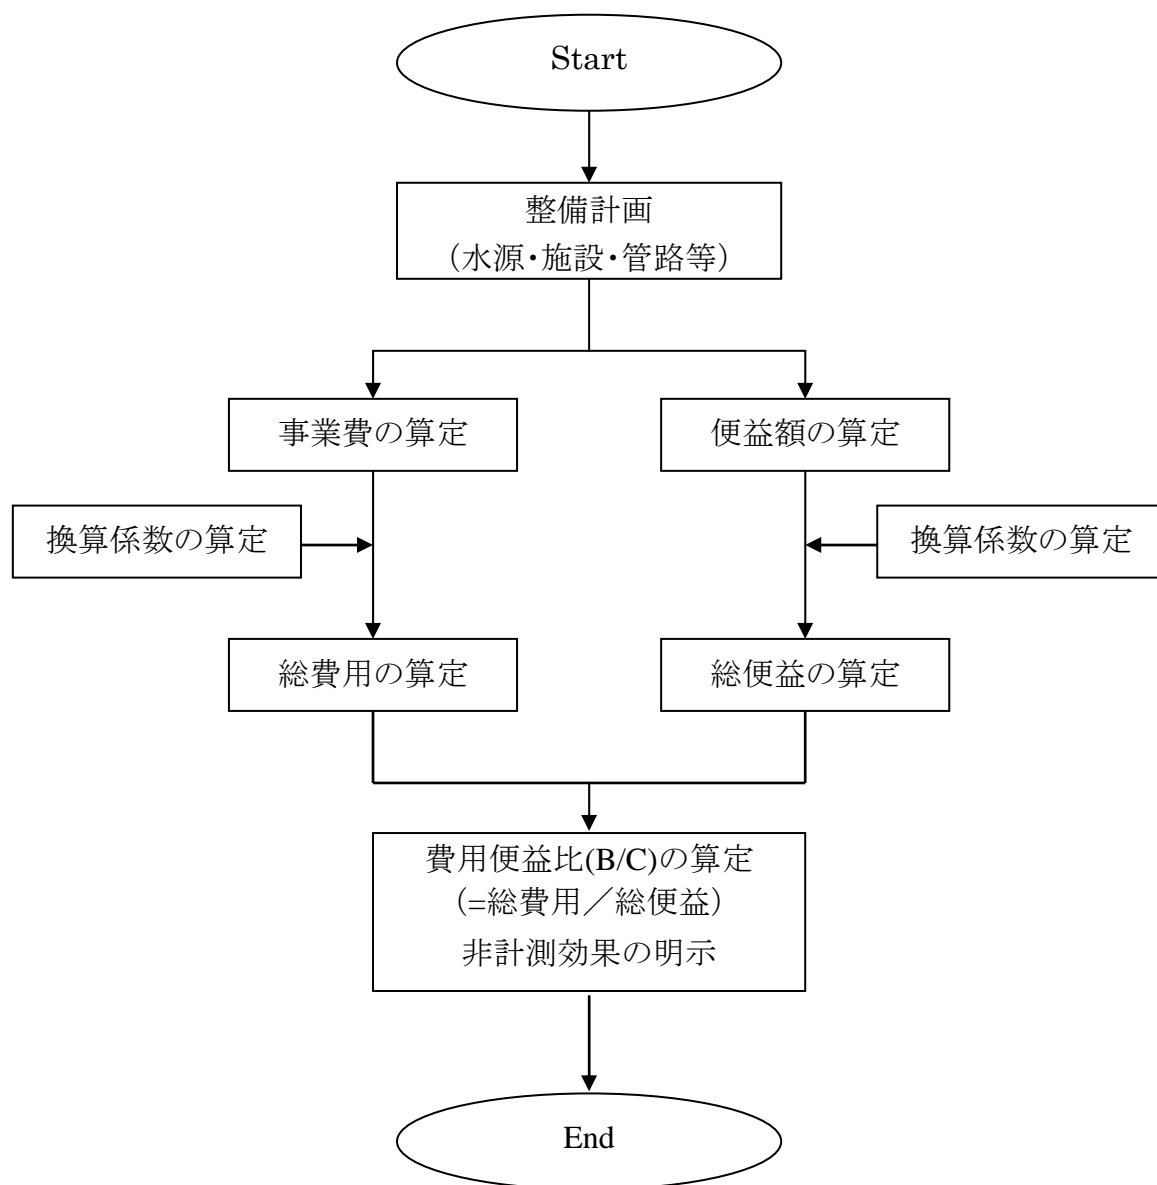 Start
整備計画
（水源・施設・管路等）
事業費の算定
便益額の算定
換算係数の算定
換算係数の算定
総費用の算定
総便益の算定
費用便益比(B/C)の算定
（=総費用／総便益）
非計測効果の明示
End